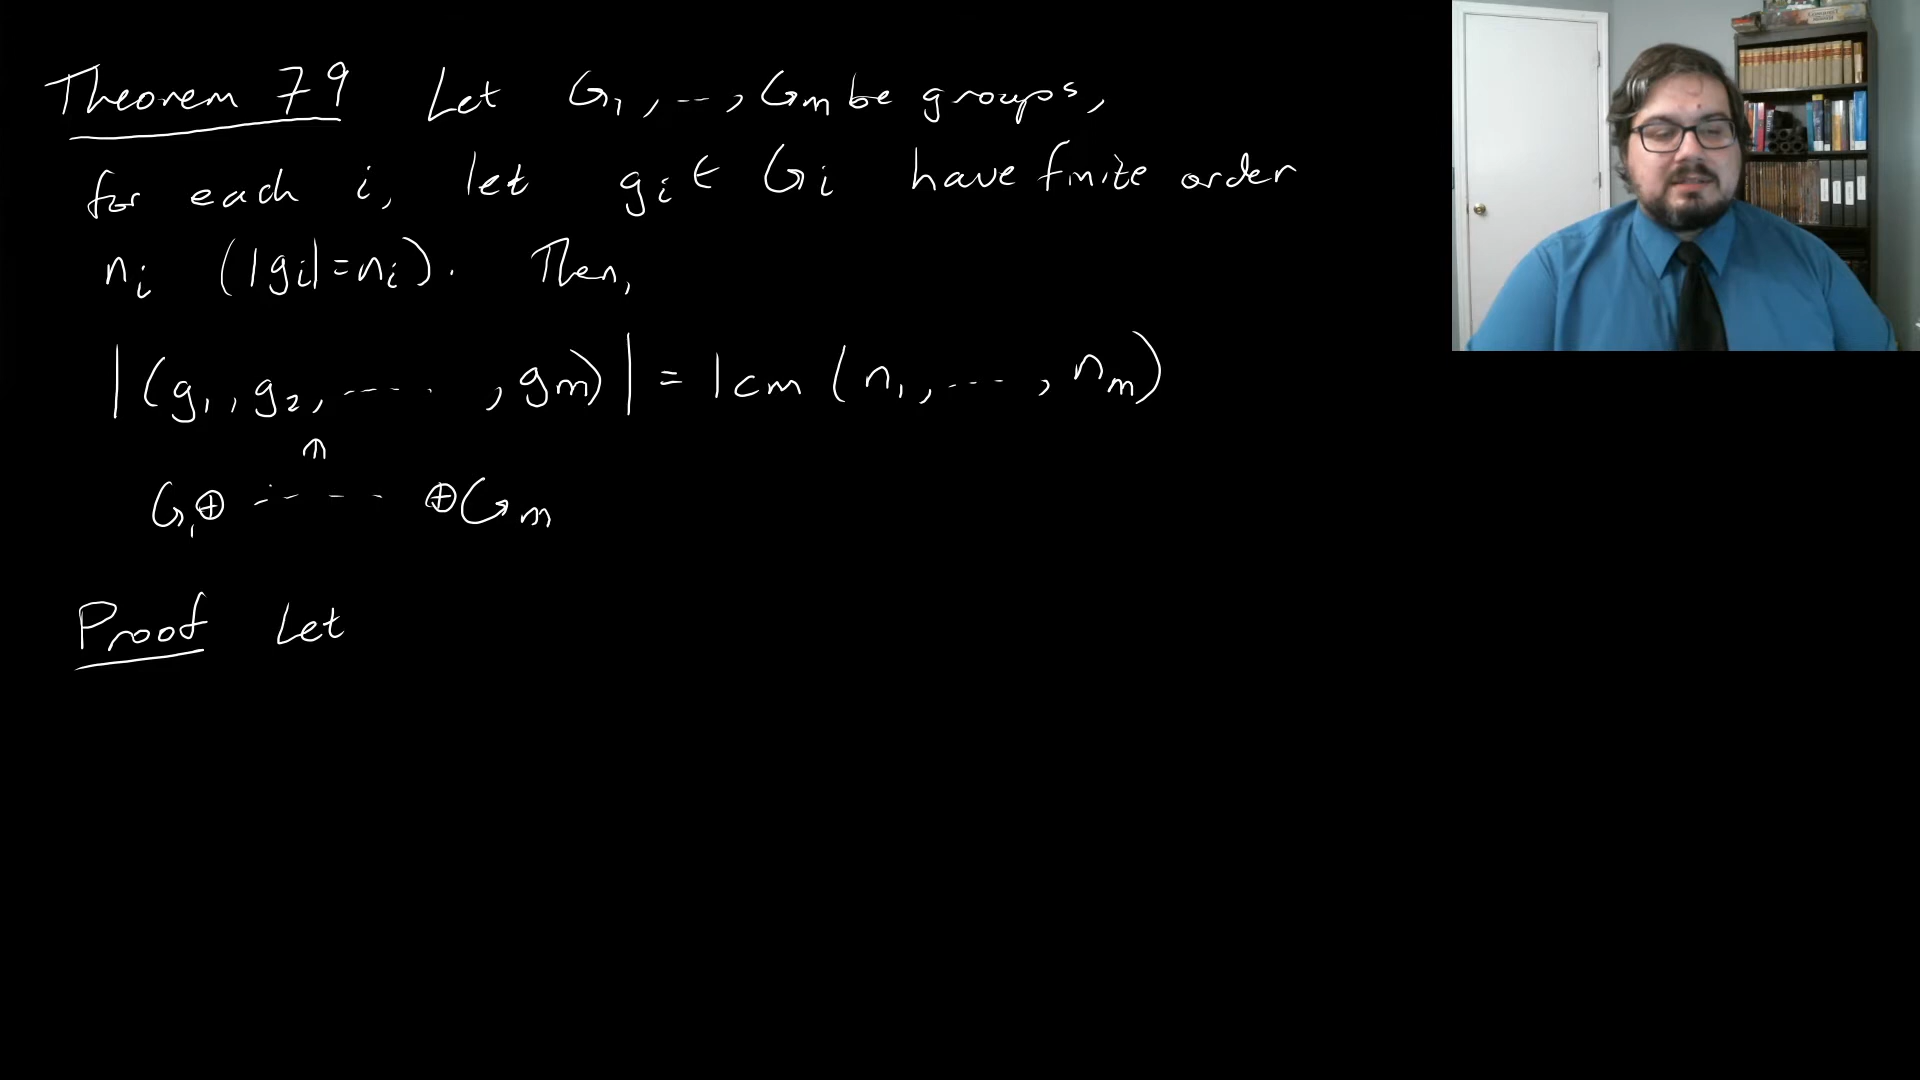 Theorem 79 Let G₁, --, Gₘ be groups,
for each i, let gᵢ ∈ Gᵢ have finite order
nᵢ (|gᵢ|=nᵢ). Then,
|(g₁, g₂, ·····, gₘ)| = lcm (n₁, ····, nₘ)
∩
G₁⊕ ····· ⊕Gₘ
Proof Let